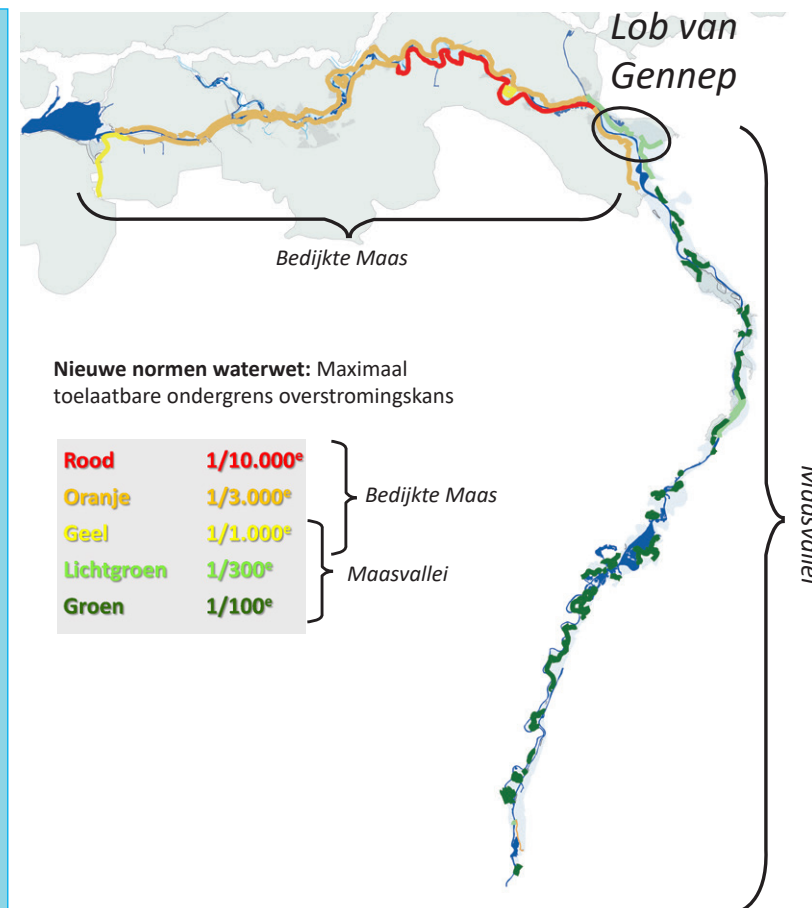 Lob van
Gennep
Bedijkte Maas
Nieuwe normen waterwet: Maximaal
toelaatbare ondergrens overstromingskans
Rood 1/10.000ᵉ
Oranje 1/3.000ᵉ
Geel 1/1.000ᵉ
Lichtgroen 1/300ᵉ
Groen 1/100ᵉ
Bedijkte Maas
Maasvallei
Maasvallei